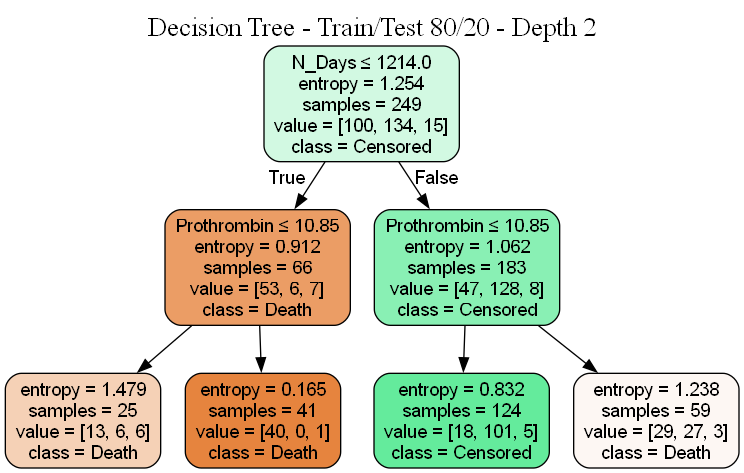 Decision Tree - Train/Test 80/20 - Depth 2
N_Days ≤ 1214.0
entropy = 1.254
samples = 249
value = [100, 134, 15]
class = Censored
True
False
Prothrombin ≤ 10.85
entropy = 0.912
samples = 66
value = [53, 6, 7]
class = Death
Prothrombin ≤ 10.85
entropy = 1.062
samples = 183
value = [47, 128, 8]
class = Censored
entropy = 1.479
samples = 25
value = [13, 6, 6]
class = Death
entropy = 0.165
samples = 41
value = [40, 0, 1]
class = Death
entropy = 0.832
samples = 124
value = [18, 101, 5]
class = Censored
entropy = 1.238
samples = 59
value = [29, 27, 3]
class = Death